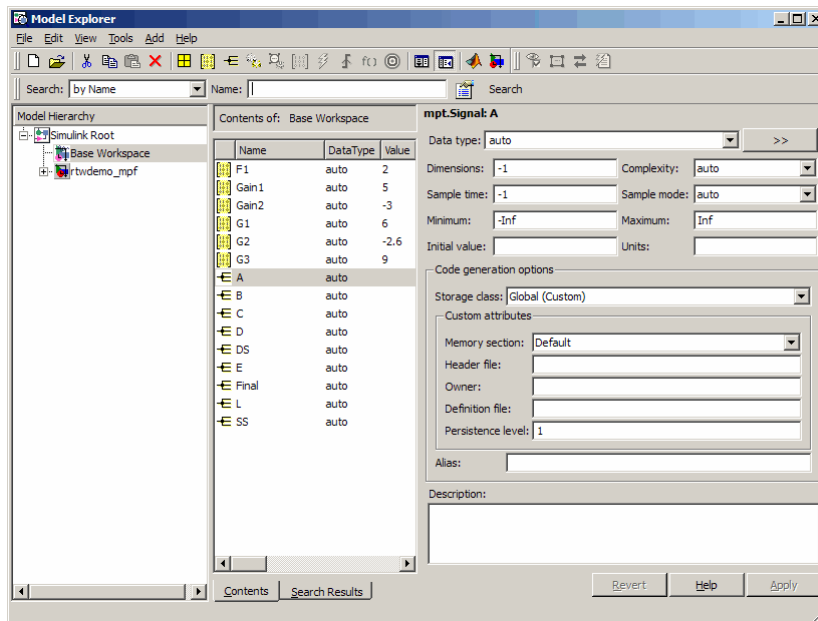 Model Explorer
File Edit View Tools Add Help
Search: by Name Name: Search
Model Hierarchy
Simulink Root
Base Workspace
rtwdemo_mpf
Contents of: Base Workspace
Name DataType Value
F1 auto 2
Gain1 auto 5
Gain2 auto -3
G1 auto 6
G2 auto -2.6
G3 auto 9
A auto
B auto
C auto
D auto
DS auto
E auto
Final auto
L auto
SS auto
Contents Search Results
mpt.Signal: A
Data type: auto >>
Dimensions: -1 Complexity: auto
Sample time: -1 Sample mode: auto
Minimum: -Inf Maximum: Inf
Initial value: Units:
Code generation options
Storage class: Global (Custom)
Custom attributes
Memory section: Default
Header file:
Owner:
Definition file:
Persistence level: 1
Alias:
Description:
Revert Help Apply